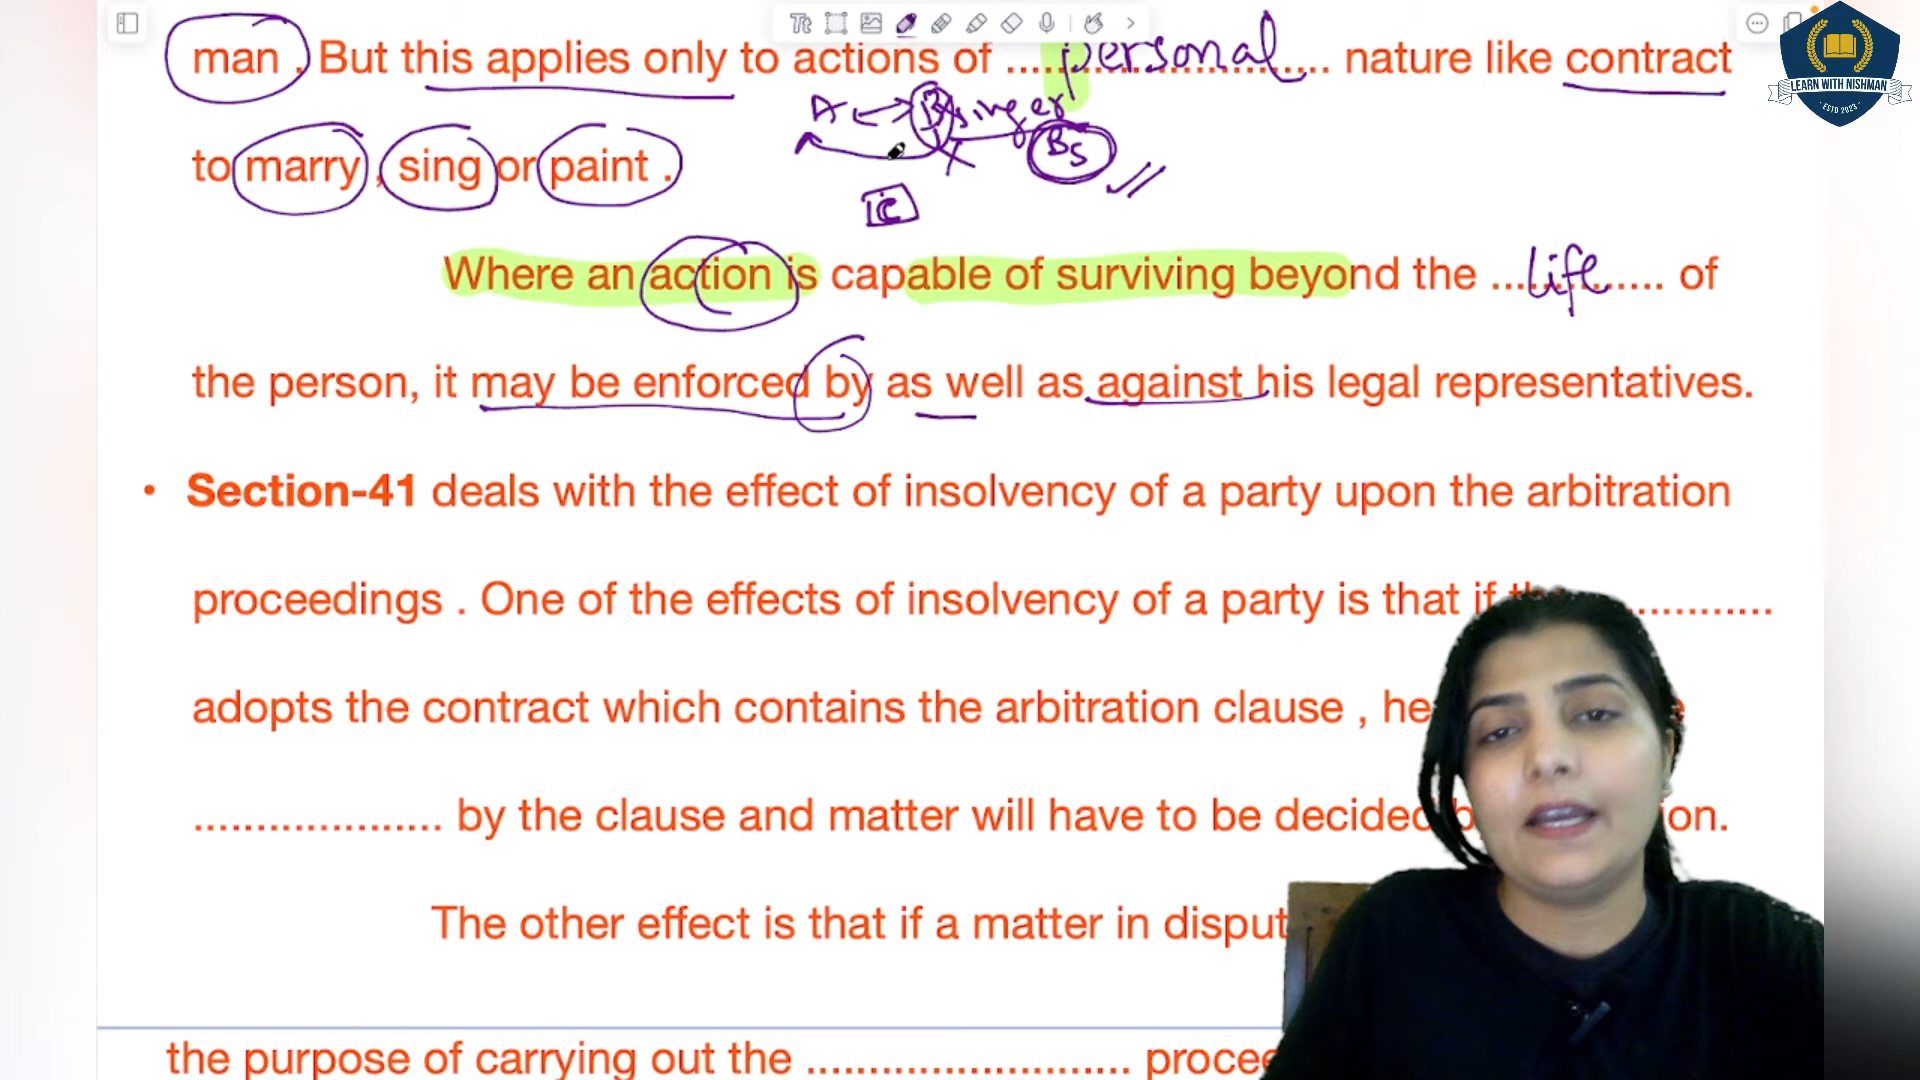 man . But this applies only to actions of ....personal.... nature like contract
A B singer
to marry , sing or paint . Bs
IC
Where an action is capable of surviving beyond the ...life..... of
the person, it may be enforced by as well as against his legal representatives.
• Section-41 deals with the effect of insolvency of a party upon the arbitration
proceedings . One of the effects of insolvency of a party is that if ............
adopts the contract which contains the arbitration clause , he
.................... by the clause and matter will have to be decided
The other effect is that if a matter in
the purpose of carrying out the ..........................
LEARN WITH NISHMAN
ESTD 2023
Tt